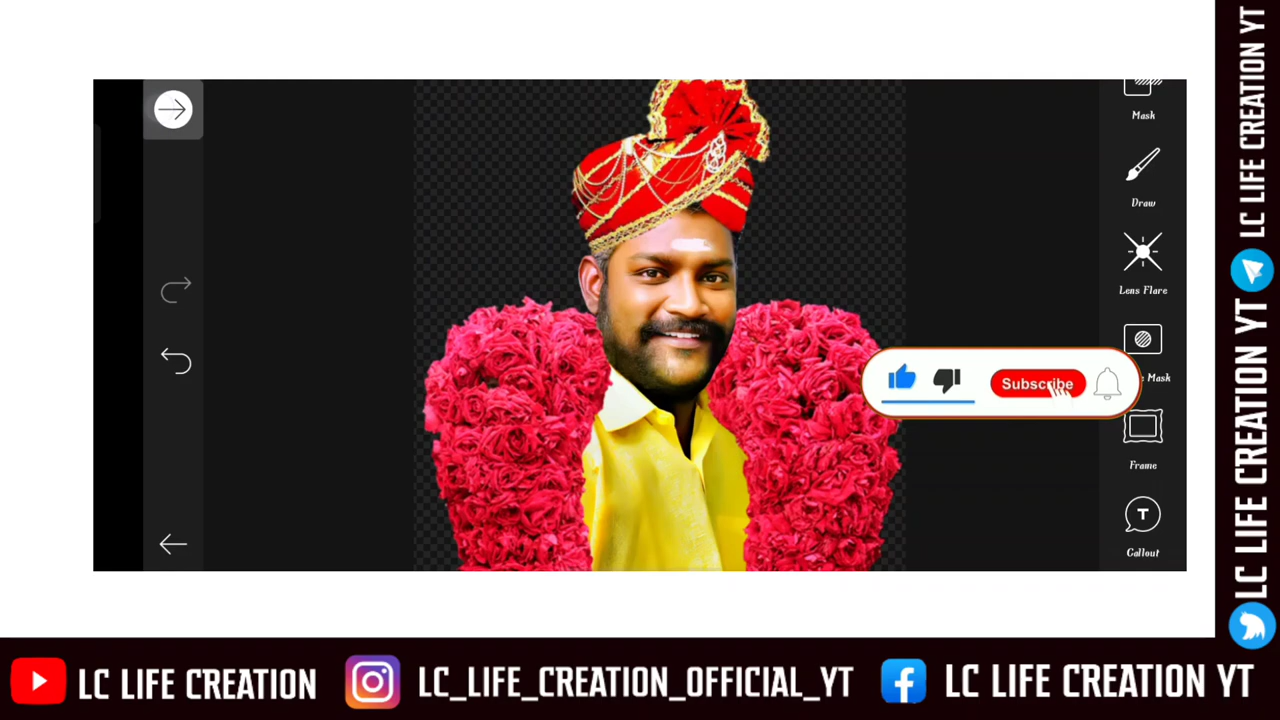 Mask
Draw
Lens Flare
Subscribe
Mask
Frame
T
Callout
LC LIFE CREATION YT
LC LIFE CREATION YT
LC LIFE CREATION
LC_LIFE_CREATION_OFFICIAL_YT
LC LIFE CREATION YT